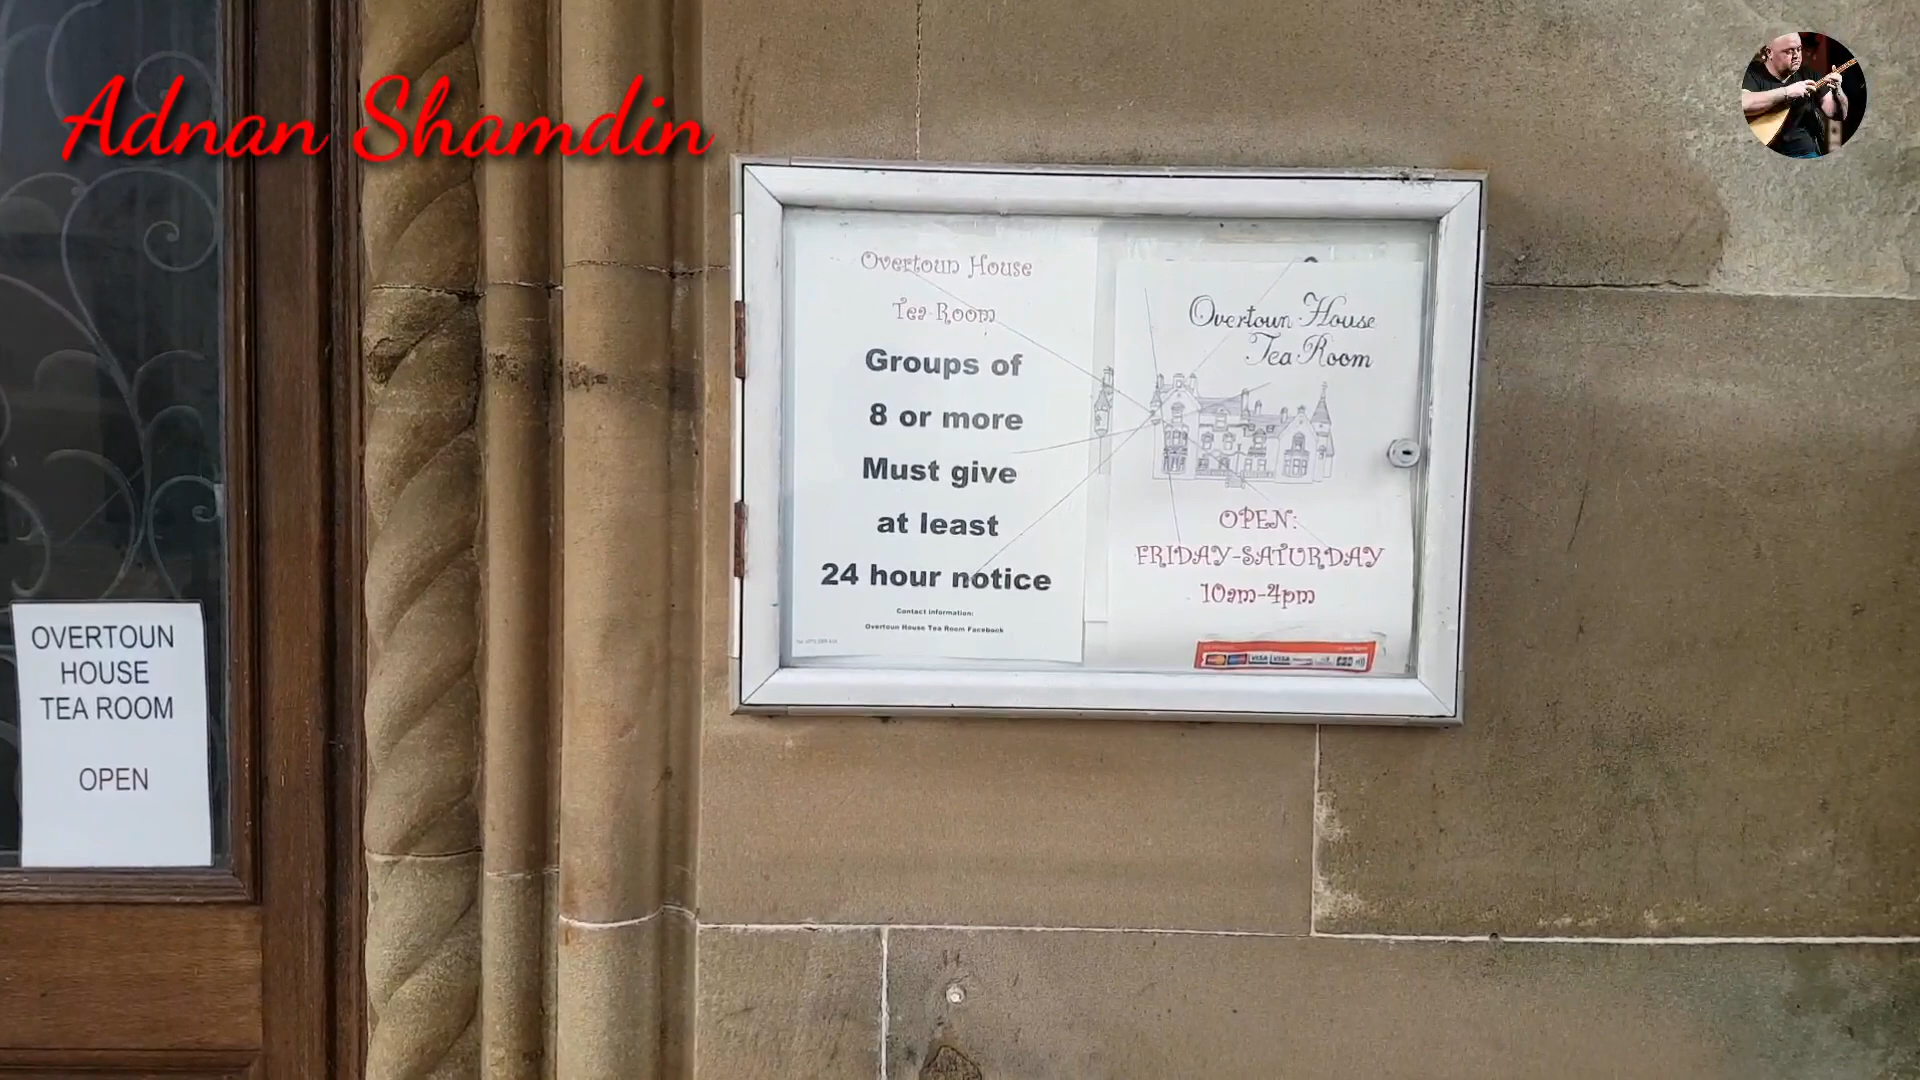 Adnan Shamdin
Overtoun House
Tea Room
Groups of
8 or more
Must give
at least
24 hour notice
Contact information:
Overtoun House Tea Room Facebook
Overtoun House
Tea Room
OPEN:
FRIDAY-SATURDAY
10am-4pm
VISA VISA
OVERTOUN
HOUSE
TEA ROOM
OPEN